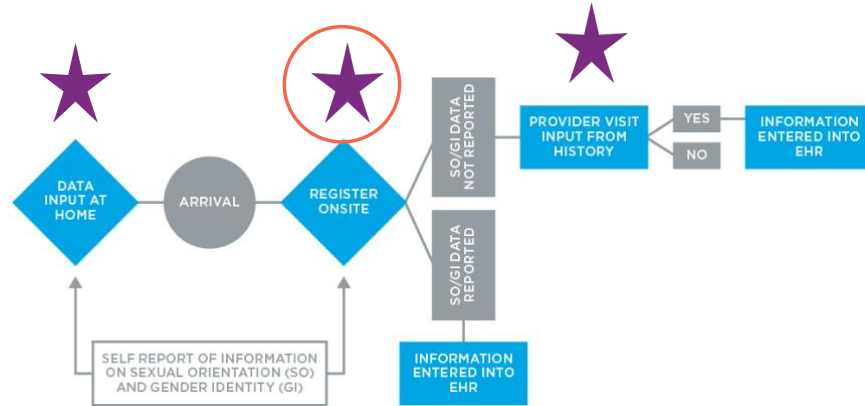 DATA
INPUT AT
HOME
ARRIVAL
REGISTER
ONSITE
SO/GI DATA
NOT REPORTED
SO/GI DATA
REPORTED
PROVIDER VISIT
INPUT FROM
HISTORY
YES
NO
INFORMATION
ENTERED INTO
EHR
SELF REPORT OF INFORMATION
ON SEXUAL ORIENTATION (SO)
AND GENDER IDENTITY (GI)
INFORMATION
ENTERED INTO
EHR